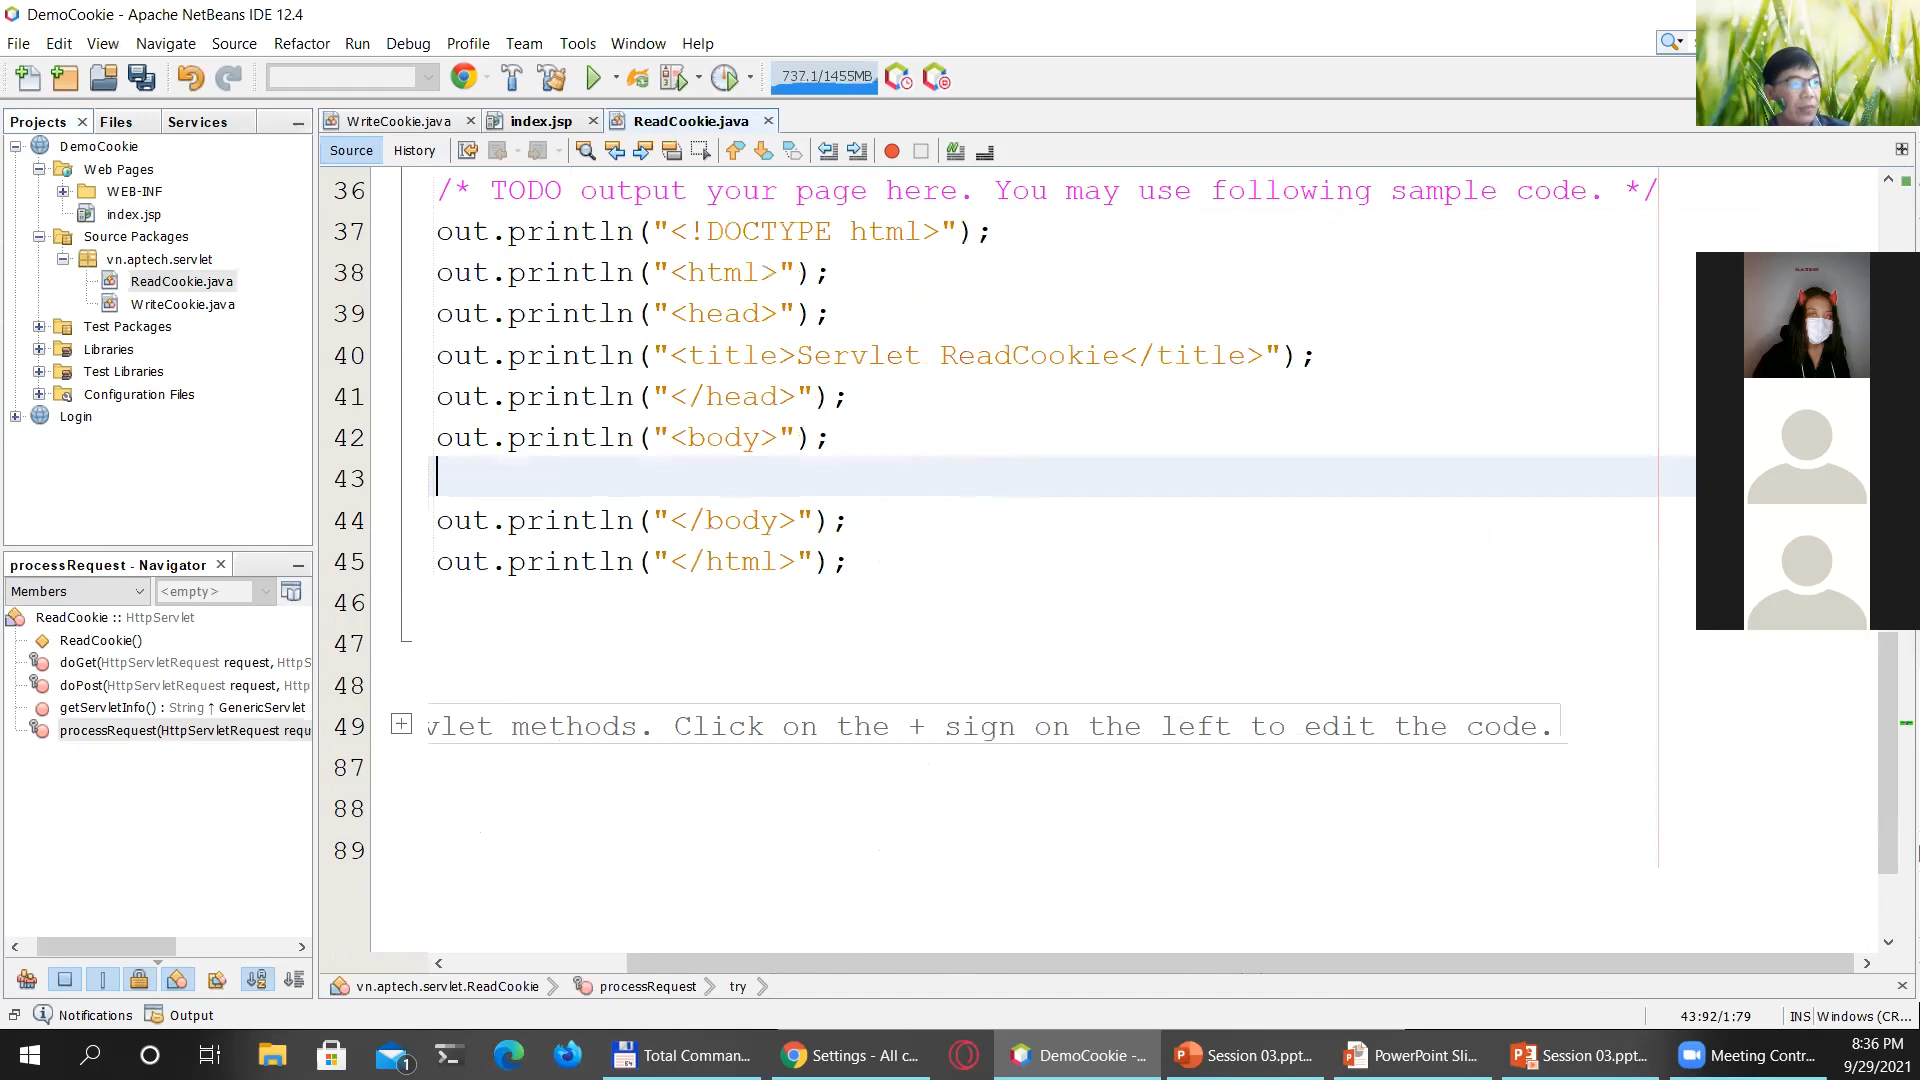 DemoCookie - Apache NetBeans IDE 12.4
File Edit View Navigate Source Refactor Run Debug Profile Team Tools Window Help
737.1/1455MB
Projects Files Services
WriteCookie.java index.jsp ReadCookie.java
Source History
DemoCookie
Web Pages
WEB-INF
index.jsp
Source Packages
vn.aptech.servlet
ReadCookie.java
WriteCookie.java
Test Packages
Libraries
Test Libraries
Configuration Files
Login
processRequest - Navigator
Members <empty>
ReadCookie :: HttpServlet
ReadCookie()
doGet(HttpServletRequest request, HttpS
doPost(HttpServletRequest request, Http
getServletInfo() : String ↑ GenericServlet
processRequest(HttpServletRequest requ
36 /* TODO output your page here. You may use following sample code. */
37 out.println("<!DOCTYPE html>");
38 out.println("<html>");
39 out.println("<head>");
40 out.println("<title>Servlet ReadCookie</title>");
41 out.println("</head>");
42 out.println("<body>");
43
44 out.println("</body>");
45 out.println("</html>");
46
47
48
49 vlet methods. Click on the + sign on the left to edit the code.
87
88
89
vn.aptech.servlet.ReadCookie processRequest try
Notifications Output
43:92/1:79 INS Windows (CR...
1 Total Comman... Settings - All c... DemoCookie -... Session 03.ppt... PowerPoint Sli... Session 03.ppt... Meeting Contr...
8:36 PM
9/29/2021